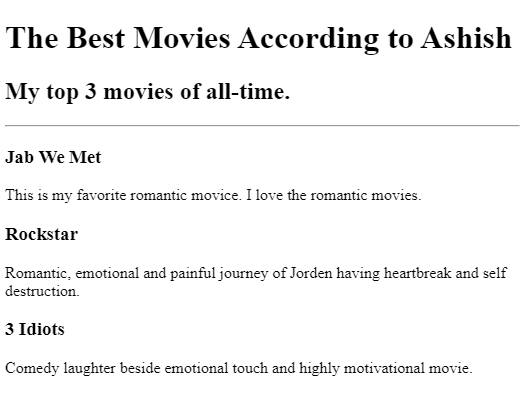 The Best Movies According to Ashish
My top 3 movies of all-time.
Jab We Met
This is my favorite romantic movice. I love the romantic movies.
Rockstar
Romantic, emotional and painful journey of Jorden having heartbreak and self
destruction.
3 Idiots
Comedy laughter beside emotional touch and highly motivational movie.